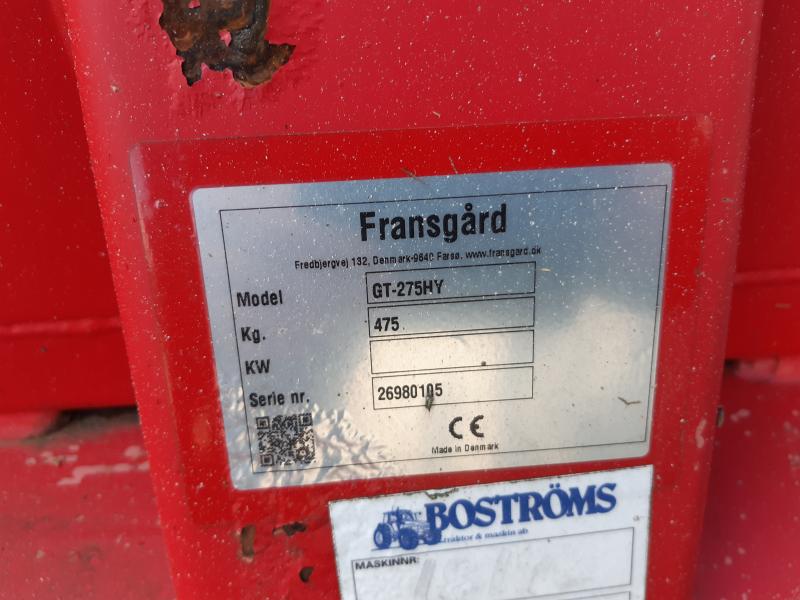 Fransgård
Fredbjergvej 132, Denmark-9640 Farsø. www.fransgard.dk
Model GT-275HY
Kg. 475
KW
Serie nr. 26980105
CE
Made in Denmark
BOSTRÖMS
traktor & maskin ab
MASKINNR: